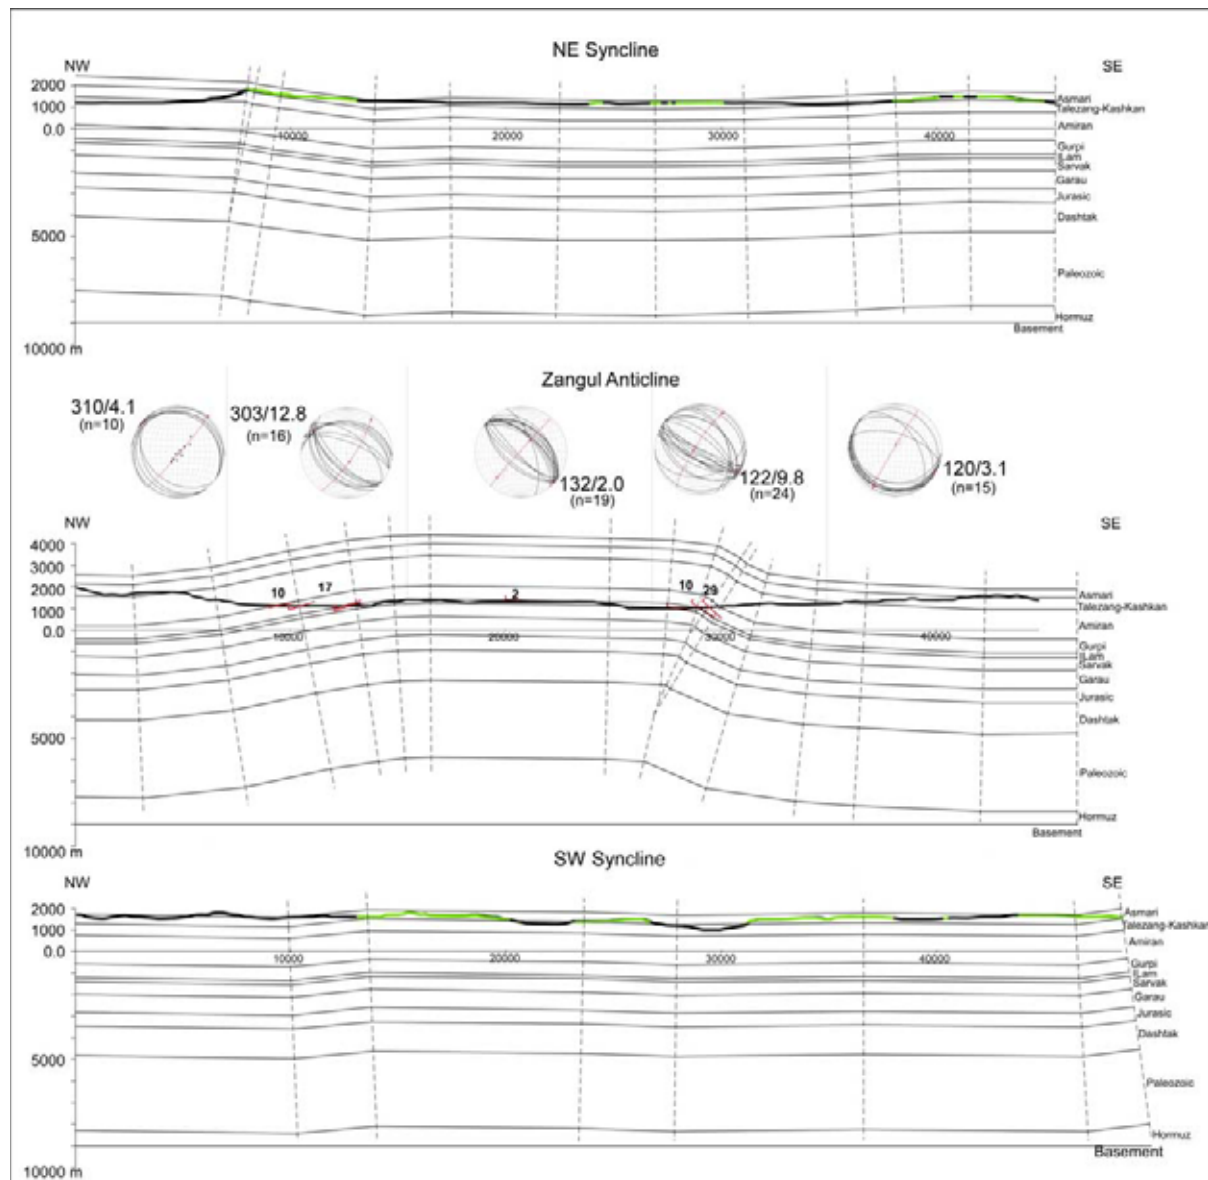 NE Syncline
NW
SE
2000
1000
0.0
5000
10000 m
10000
20000
30000
40000
Asmari
Talezang-Kashkan
Amiran
Gurpi
ILam
Sarvak
Garau
Jurasic
Dashtak
Paleozoic
Hormuz
Basement
Zangul Anticline
310/4.1
(n=10)
303/12.8
(n=16)
132/2.0
(n=19)
122/9.8
(n=24)
120/3.1
(n=15)
NW
SE
4000
3000
2000
1000
0.0
5000
10000 m
10
17
2
10
29
10000
20000
30000
40000
Asmari
Talezang-Kashkan
Amiran
Gurpi
ILam
Sarvak
Garau
Jurasic
Dashtak
Paleozoic
Hormuz
Basement
SW Syncline
NW
SE
2000
1000
0.0
5000
10000 m
10000
20000
30000
40000
Asmari
Talezang-Kashkan
Amiran
Gurpi
ILam
Sarvak
Garau
Jurasic
Dashtak
Paleozoic
Hormuz
Basement